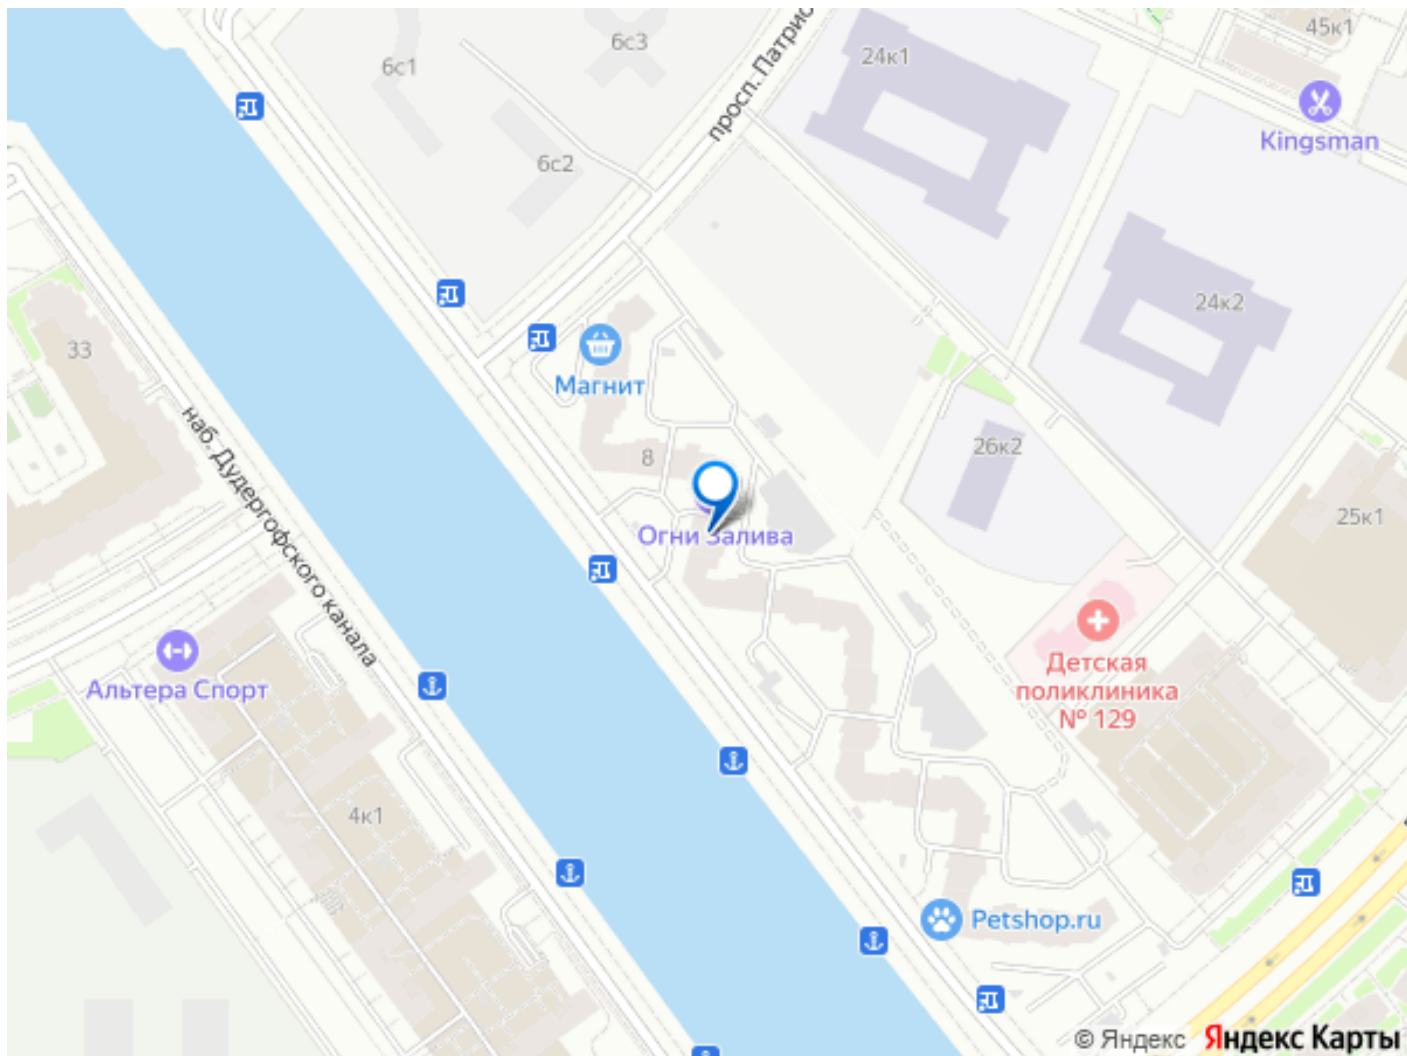 45к1
6с3
24к1
6с1
просп. Патрис
Kingsman
6с2
24к2
33
Магнит
26к2
8
наб. Дудергофского канала
25к1
Огни Залива
Детская
поликлиника
№ 129
Альтера Спорт
4к1
Petshop.ru
© Яндекс Яндекс Карты